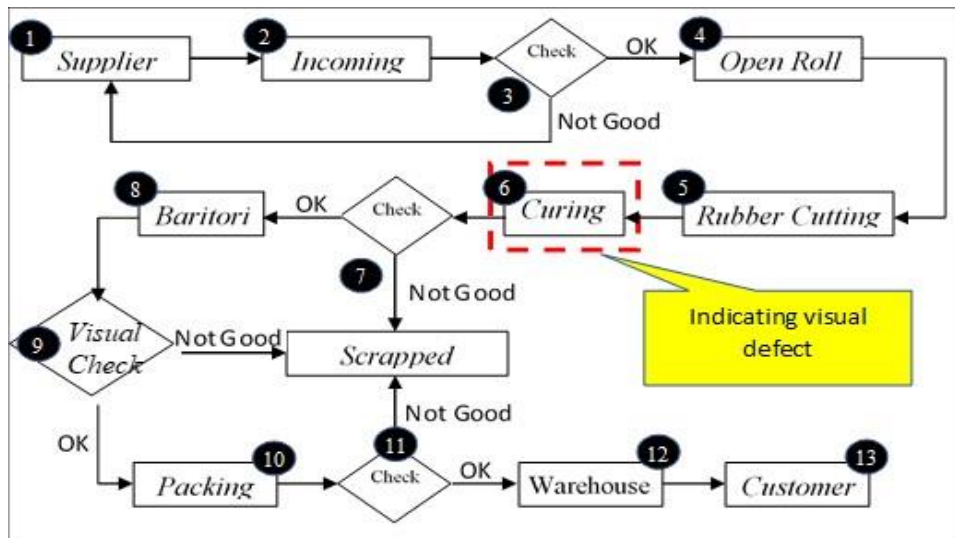 1
Supplier
2
Incoming
Check
3
OK
4
Open Roll
Not Good
5
Rubber Cutting
6
Curing
Indicating visual
defect
Check
7
OK
8
Baritori
Not Good
9
Visual
Check
Not Good
Scrapped
OK
10
Packing
11
Check
Not Good
OK
12
Warehouse
13
Customer